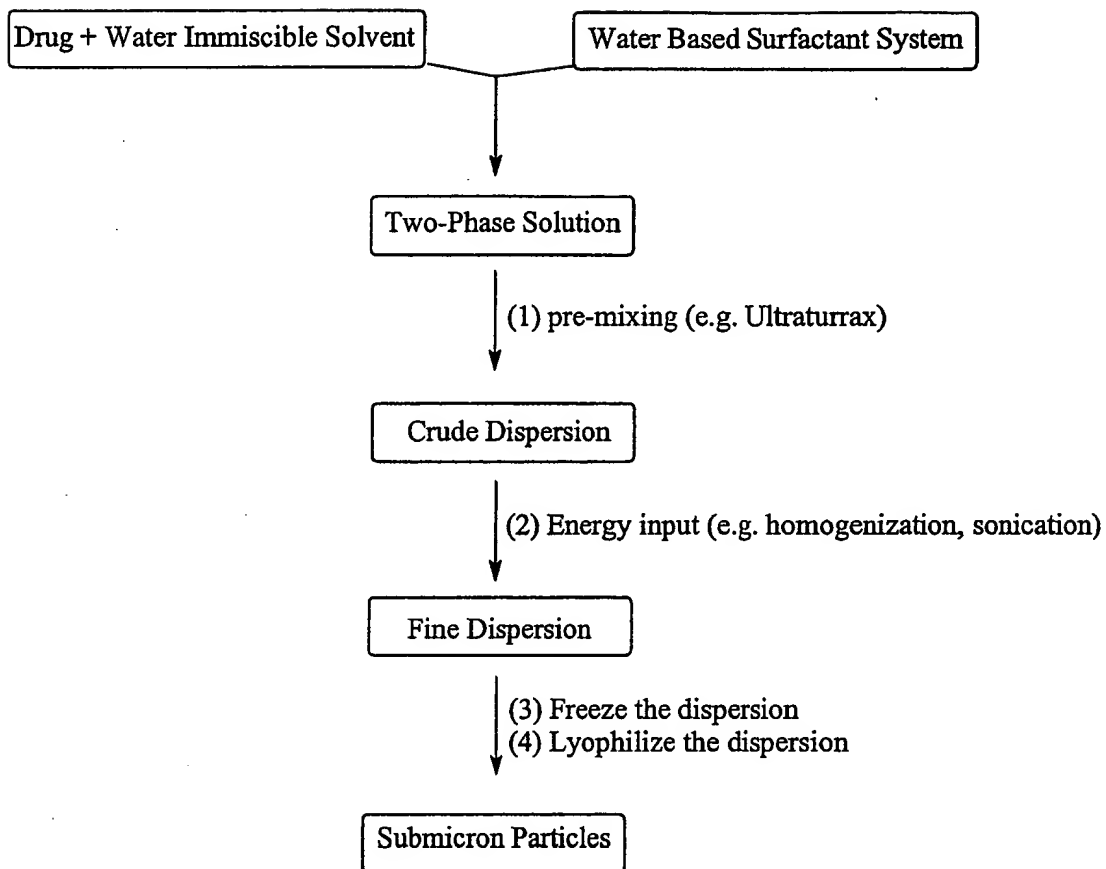 Drug + Water Immiscible Solvent
Water Based Surfactant System
Two-Phase Solution
(1) pre-mixing (e.g. Ultraturrax)
Crude Dispersion
(2) Energy input (e.g. homogenization, sonication)
Fine Dispersion
(3) Freeze the dispersion
(4) Lyophilize the dispersion
Submicron Particles